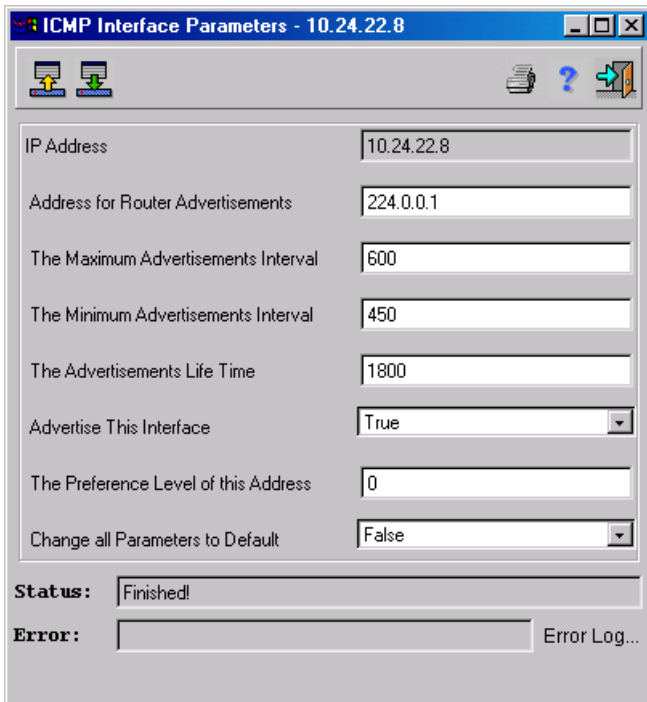 ICMP Interface Parameters - 10.24.22.8
IP Address 10.24.22.8
Address for Router Advertisements 224.0.0.1
The Maximum Advertisements Interval 600
The Minimum Advertisements Interval 450
The Advertisements Life Time 1800
Advertise This Interface True
The Preference Level of this Address 0
Change all Parameters to Default False
Status: Finished!
Error: Error Log...